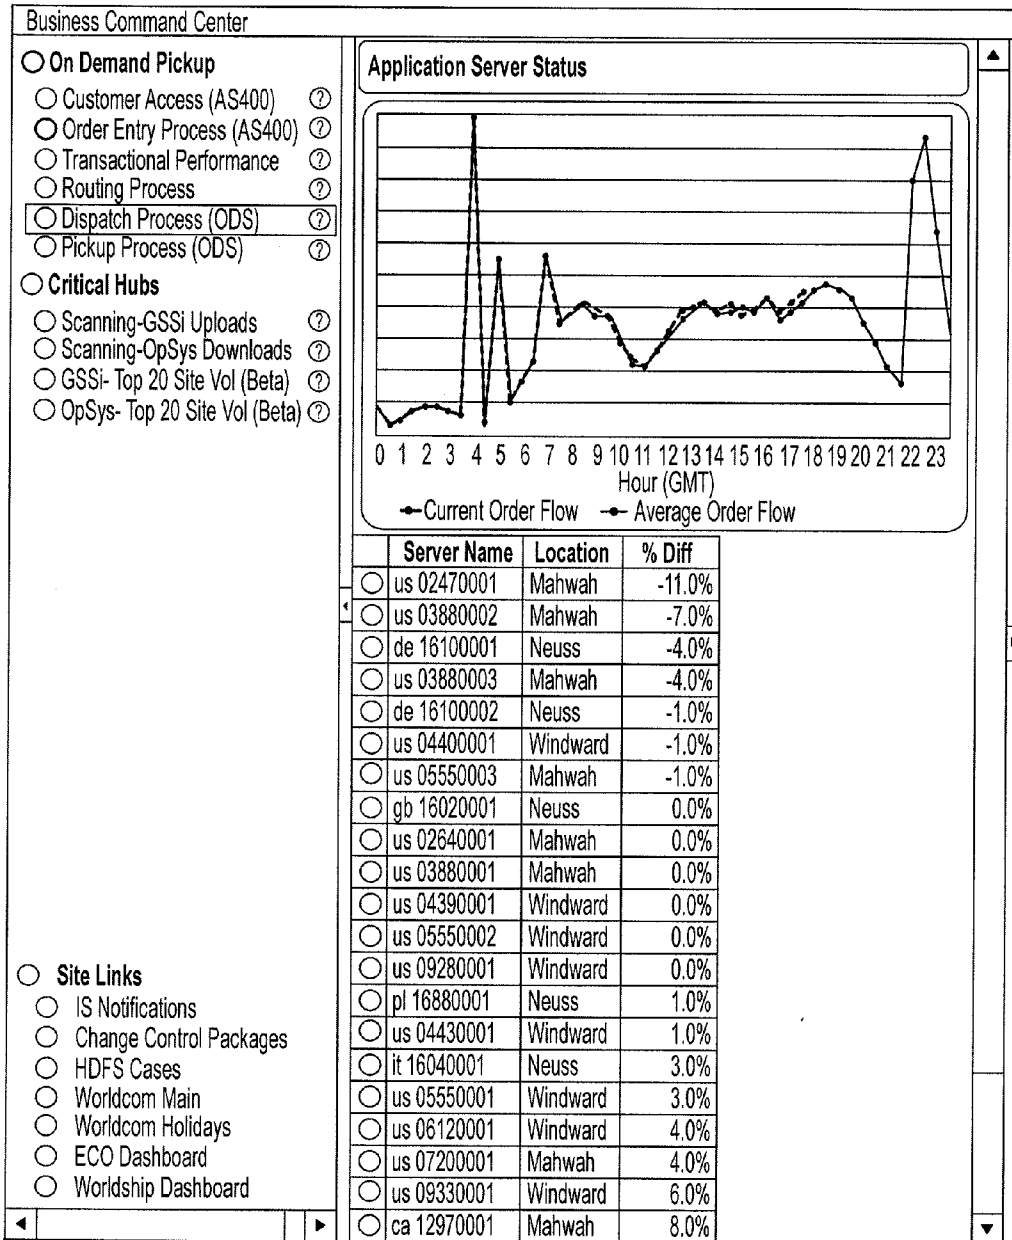 Business Command Center
On Demand Pickup
Customer Access (AS400) ?
Order Entry Process (AS400) ?
Transactional Performance ?
Routing Process ?
Dispatch Process (ODS) ?
Pickup Process (ODS) ?
Critical Hubs
Scanning-GSSi Uploads ?
Scanning-OpSys Downloads ?
GSSi- Top 20 Site Vol (Beta) ?
OpSys- Top 20 Site Vol (Beta) ?
Site Links
IS Notifications
Change Control Packages
HDFS Cases
Worldcom Main
Worldcom Holidays
ECO Dashboard
Worldship Dashboard
Application Server Status
0 1 2 3 4 5 6 7 8 9 10 11 12 13 14 15 16 17 18 19 20 21 22 23
Hour (GMT)
Current Order Flow Average Order Flow
Server Name Location % Diff
us 02470001 Mahwah -11.0%
us 03880002 Mahwah -7.0%
de 16100001 Neuss -4.0%
us 03880003 Mahwah -4.0%
de 16100002 Neuss -1.0%
us 04400001 Windward -1.0%
us 05550003 Mahwah -1.0%
gb 16020001 Neuss 0.0%
us 02640001 Mahwah 0.0%
us 03880001 Mahwah 0.0%
us 04390001 Windward 0.0%
us 05550002 Windward 0.0%
us 09280001 Windward 0.0%
pl 16880001 Neuss 1.0%
us 04430001 Windward 1.0%
it 16040001 Neuss 3.0%
us 05550001 Windward 3.0%
us 06120001 Windward 4.0%
us 07200001 Mahwah 4.0%
us 09330001 Windward 6.0%
ca 12970001 Mahwah 8.0%